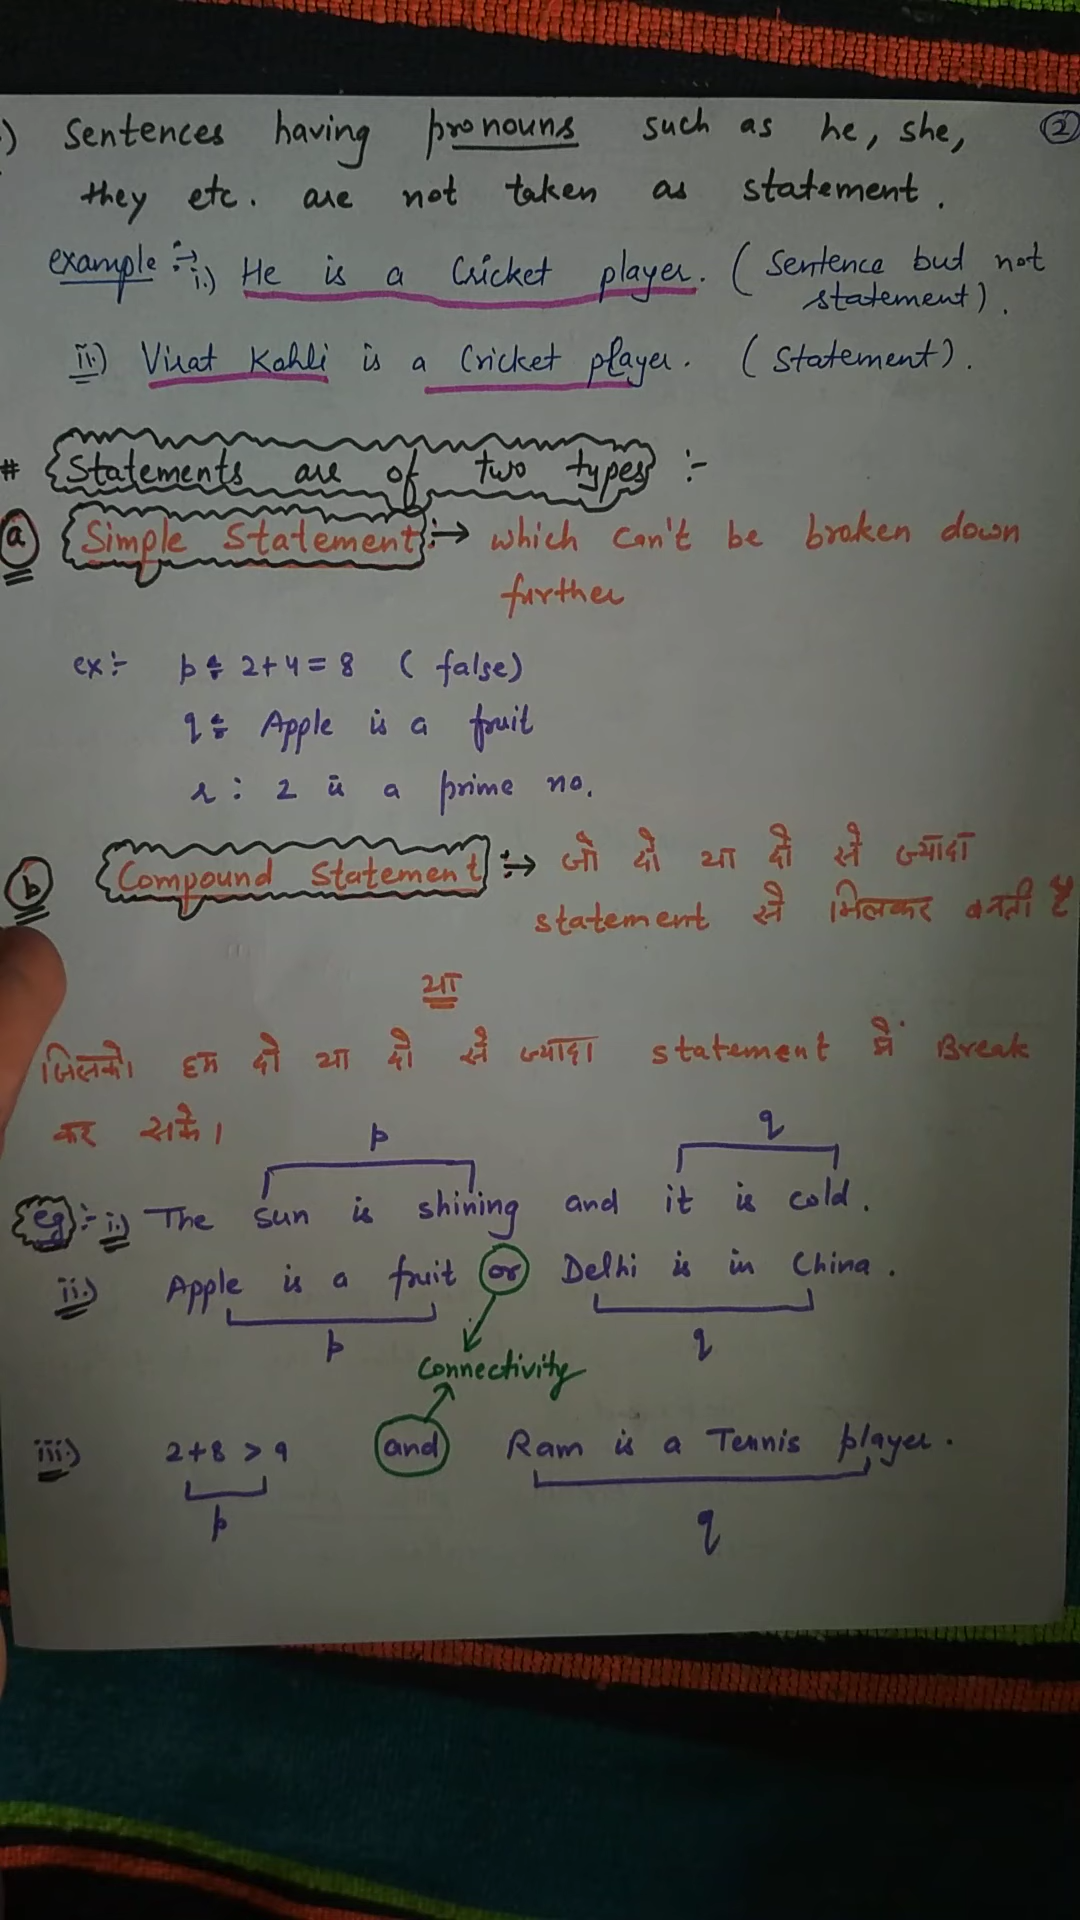 ) Sentences having pronouns such as he, she, 2
they etc. are not taken as statement.
example :→ i.) He is a Cricket player. (Sentence but not statement).
ii.) Virat Kohli is a Cricket player. (Statement).
# Statements are of two types :-
a Simple Statement :→ which can't be broken down
further
ex:- p : 2+4=8 (false)
q : Apple is a fruit
r : 2 is a prime no.
b Compound Statement :→ जो दो या दो से ज्यादा
statement से मिलकर बनती है
या
जिसको हम दो या दो से ज्यादा statement में Break
कर सके।
p q
eg:- i.) The sun is shining and it is cold.
ii.) Apple is a fruit or Delhi is in China.
p q
Connectivity
iii.) 2+8 > 9 and Ram is a Tennis player.
p q